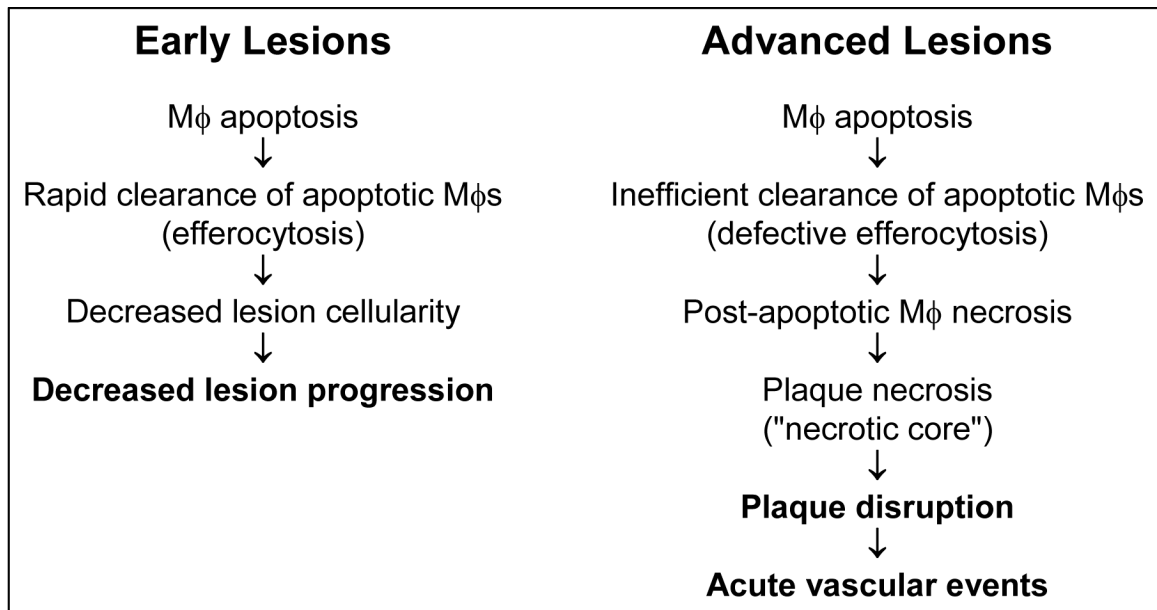 Early Lesions
Mϕ apoptosis
↓
Rapid clearance of apoptotic Mϕs
(efferocytosis)
↓
Decreased lesion cellularity
↓
Decreased lesion progression
Advanced Lesions
Mϕ apoptosis
↓
Inefficient clearance of apoptotic Mϕs
(defective efferocytosis)
↓
Post-apoptotic Mϕ necrosis
↓
Plaque necrosis
("necrotic core")
↓
Plaque disruption
↓
Acute vascular events